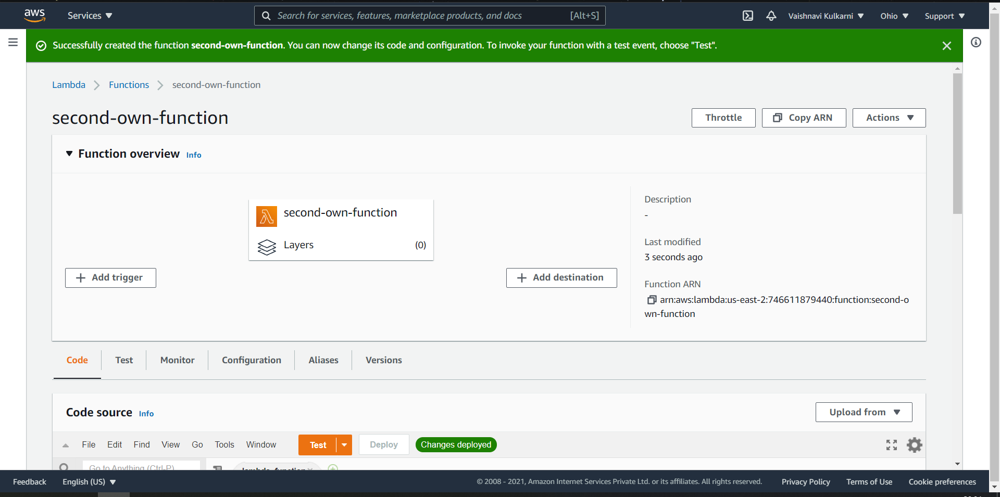 aws
Services
Search for services, features, marketplace products, and docs [Alt+S]
Vaishnavi Kulkarni
Ohio
Support
Successfully created the function second-own-function. You can now change its code and configuration. To invoke your function with a test event, choose "Test".
Lambda
Functions
second-own-function
second-own-function
Throttle
Copy ARN
Actions
Function overview Info
second-own-function
Layers (0)
Add trigger
Add destination
Description
-
Last modified
3 seconds ago
Function ARN
arn:aws:lambda:us-east-2:746611879440:function:second-o
wn-function
Code
Test
Monitor
Configuration
Aliases
Versions
Code source Info
Upload from
File Edit Find View Go Tools Window
Test
Deploy
Changes deployed
Go to Anything (Ctrl-P)
lambda_function
Feedback
English (US)
© 2008 - 2021, Amazon Internet Services Private Ltd. or its affiliates. All rights reserved.
Privacy Policy
Terms of Use
Cookie preferences